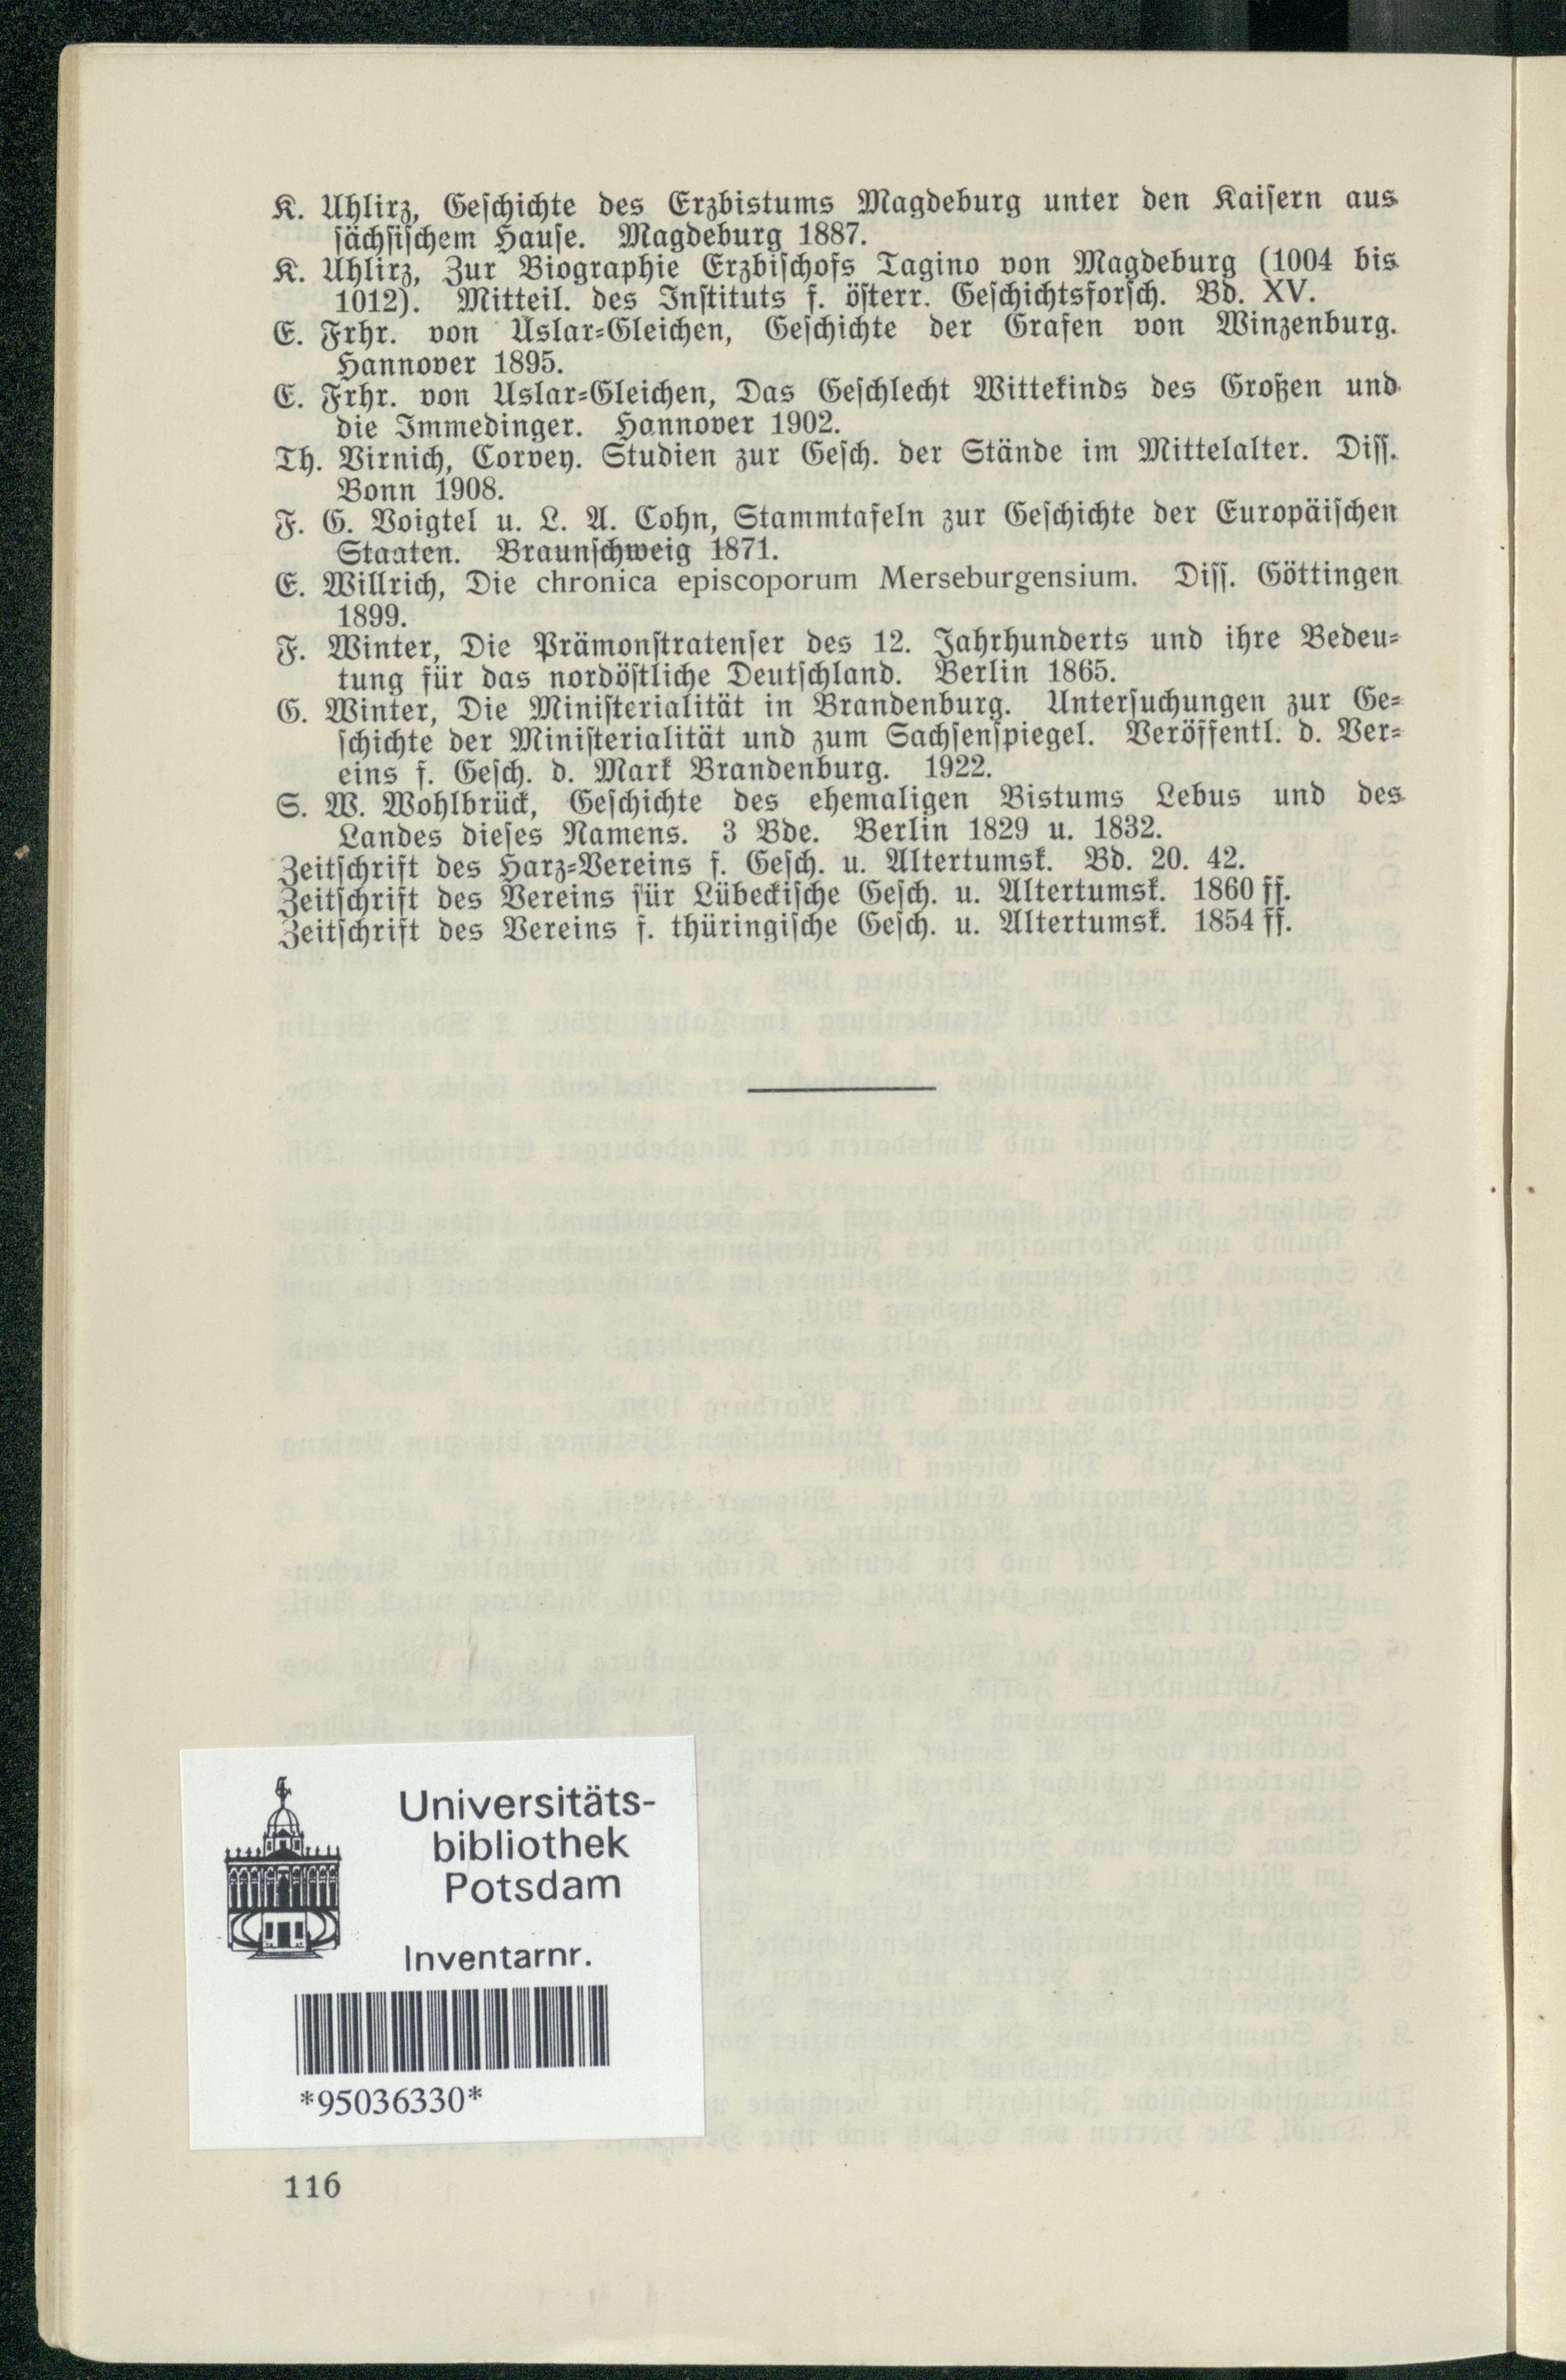 K. Uhlirz, Geschichte des Erzbistums Magdeburg unter den Kaisern aus
sächsischem Hause. Magdeburg 1887.
K. Uhlirz, Zur Biographie Erzbischofs Tagino von Magdeburg (1004 bis
1012). Mitteil. des Instituts f. österr. Geschichtsforsch. Bd. XV.
E. Frhr. von Uslar-Gleichen, Geschichte der Grafen von Winzenburg.
Hannover 1895.
E. Frhr. von Uslar-Gleichen, Das Geschlecht Wittekinds des Großen und
die Immedinger. Hannover 1902.
Th. Virnich, Corvey. Studien zur Gesch. der Stände im Mittelalter. Diss.
Bonn 1908.
F. G. Voigtel u. L. A. Cohn, Stammtafeln zur Geschichte der Europäischen
Staaten. Braunschweig 1871.
E. Willrich, Die chronica episcoporum Merseburgensium. Diss. Göttingen
1899.
F. Winter, Die Prämonstratenser des 12. Jahrhunderts und ihre Bedeu-
tung für das nordöstliche Deutschland. Berlin 1865.
G. Winter, Die Ministerialität in Brandenburg. Untersuchungen zur Ge-
schichte der Ministerialität und zum Sachsenspiegel. Veröffentl. d. Ver-
eins f. Gesch. d. Mark Brandenburg. 1922.
S. W. Wohlbrück, Geschichte des ehemaligen Bistums Lebus und des
Landes dieses Namens. 3 Bde. Berlin 1829 u. 1832.
Zeitschrift des Harz-Vereins f. Gesch. u. Altertumsk. Bd. 20. 42.
Zeitschrift des Vereins für Lübeckische Gesch. u. Altertumsk. 1860 ff.
Zeitschrift des Vereins f. thüringische Gesch. u. Altertumsk. 1854 ff.
Universitäts-
bibliothek
Potsdam
Inventarnr.
*95036330*
116